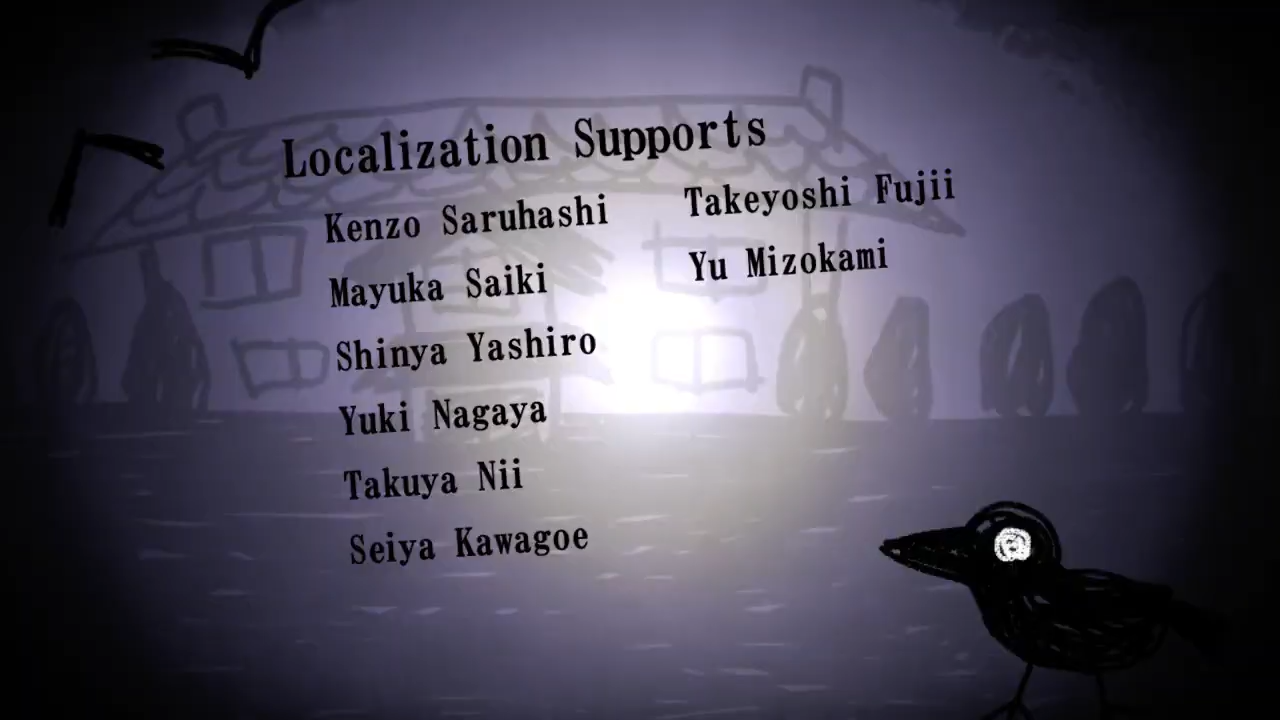 Localization Supports
Kenzo Saruhashi
Mayuka Saiki
Shinya Yashiro
Yuki Nagaya
Takuya Nii
Seiya Kawagoe
Takeyoshi Fujii
Yu Mizokami